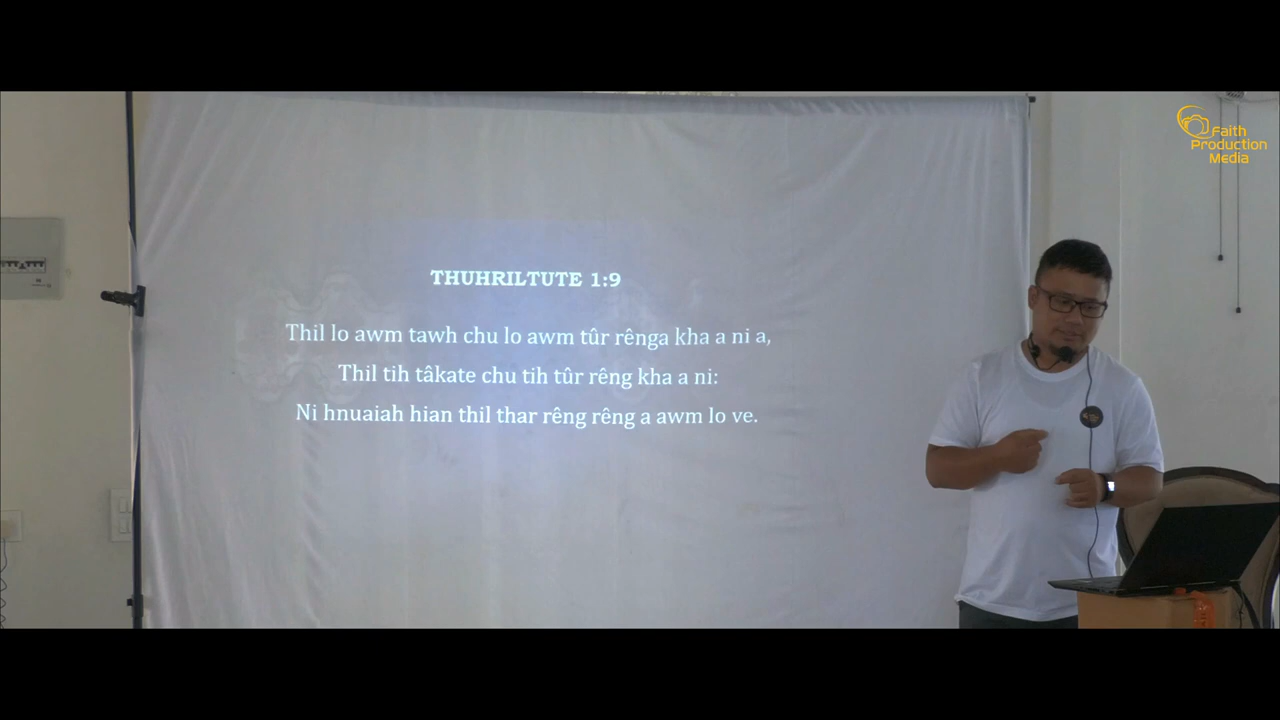 THUHRILTUTE 1:9
Thil lo awm tawh chu lo awm tûr rênga kha a ni a,
Thil tih tâkate chu tih tûr rêng kha a ni:
Ni hnuaiah hian thil thar rêng rêng a awm lo ve.
Faith
Production
Media